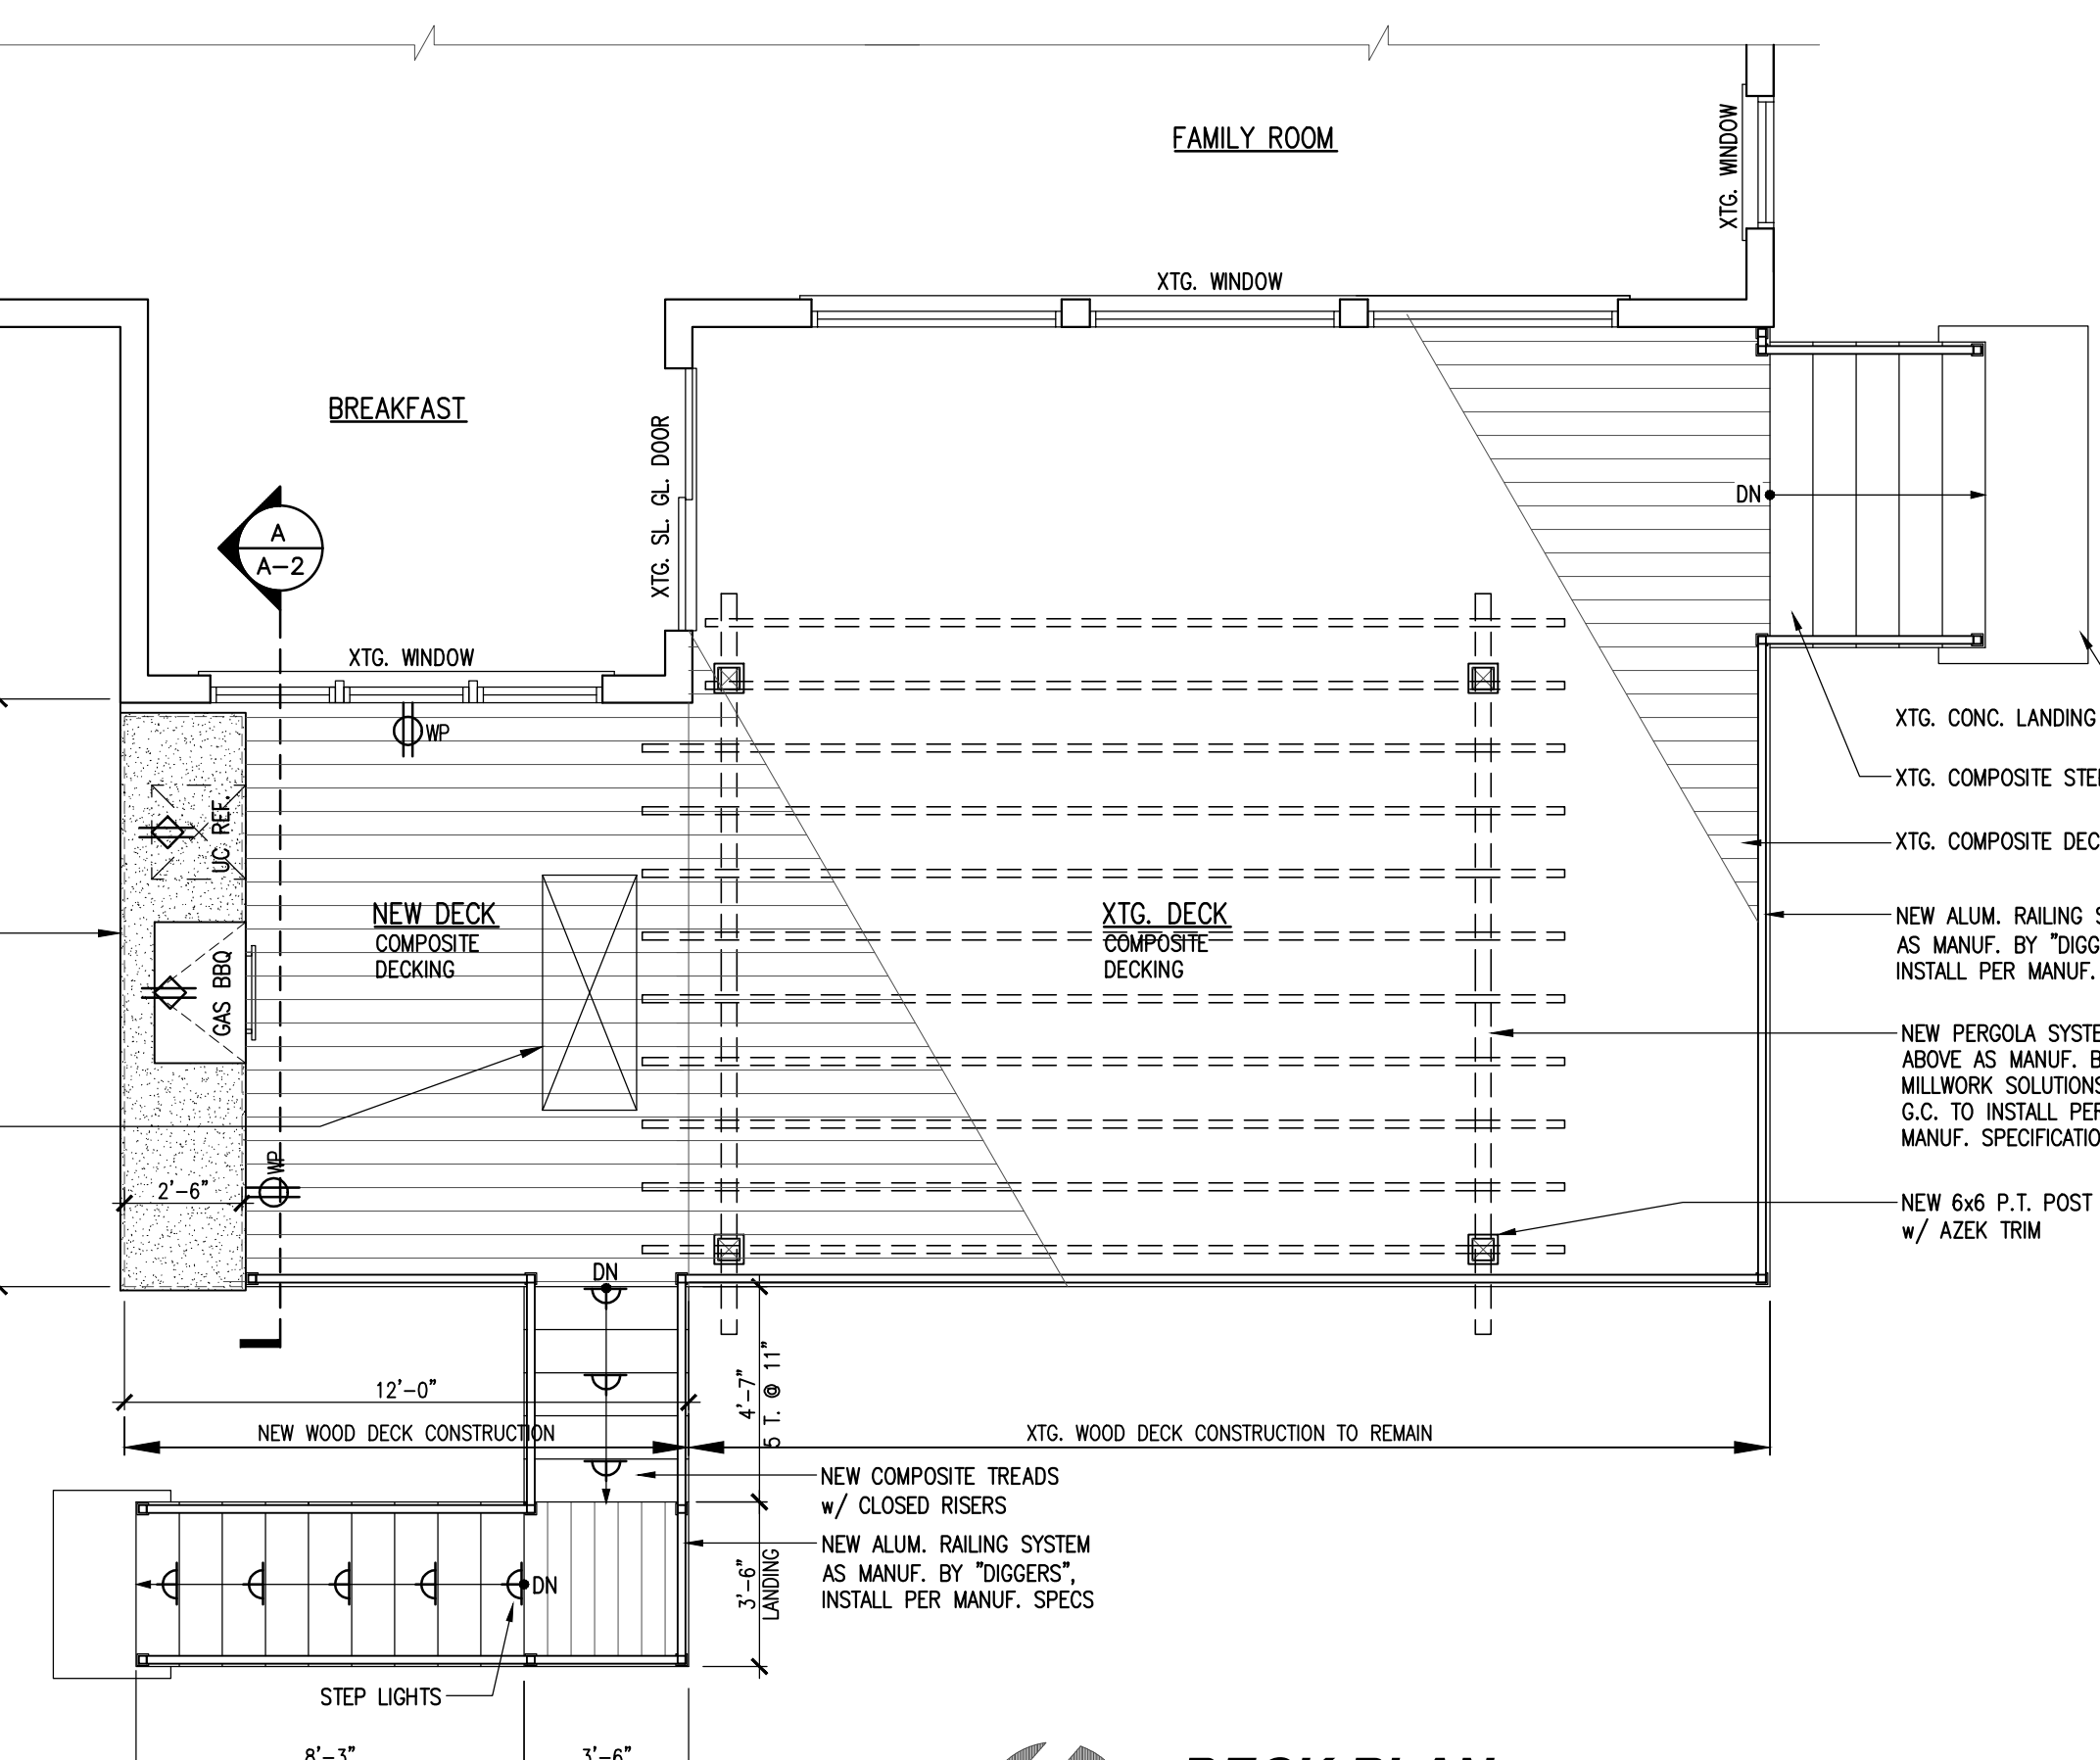 FAMILY ROOM
XTG. WINDOW
XTG. WINDOW
BREAKFAST
XTG. SL. GL. DOOR
A
A-2
DN
XTG. WINDOW
WP
XTG. CONC. LANDING
XTG. COMPOSITE
UC REF.
XTG. COMPOSITE
NEW DECK
COMPOSITE
DECKING
XTG. DECK
COMPOSITE
DECKING
NEW ALUM. RAILING
AS MANUF. BY
INSTALL PER MANUF.
GAS BBQ
NEW PERGOLA
ABOVE AS MANUF.
MILLWORK SOLUTIONS
G.C. TO INSTALL PER
MANUF.
WP
2'-6"
NEW 6x6 P.T. POST
w/ AZEK TRIM
DN
12'-0"
4'-7"
5 T. @ 11"
NEW WOOD DECK CONSTRUCTION
XTG. WOOD DECK CONSTRUCTION TO REMAIN
NEW COMPOSITE TREADS
w/ CLOSED RISERS
NEW ALUM. RAILING SYSTEM
AS MANUF. BY "DIGGERS",
INSTALL PER MANUF. SPECS
3'-6"
LANDING
DN
STEP LIGHTS
8'-3"
3'-6"
DECK PLAN